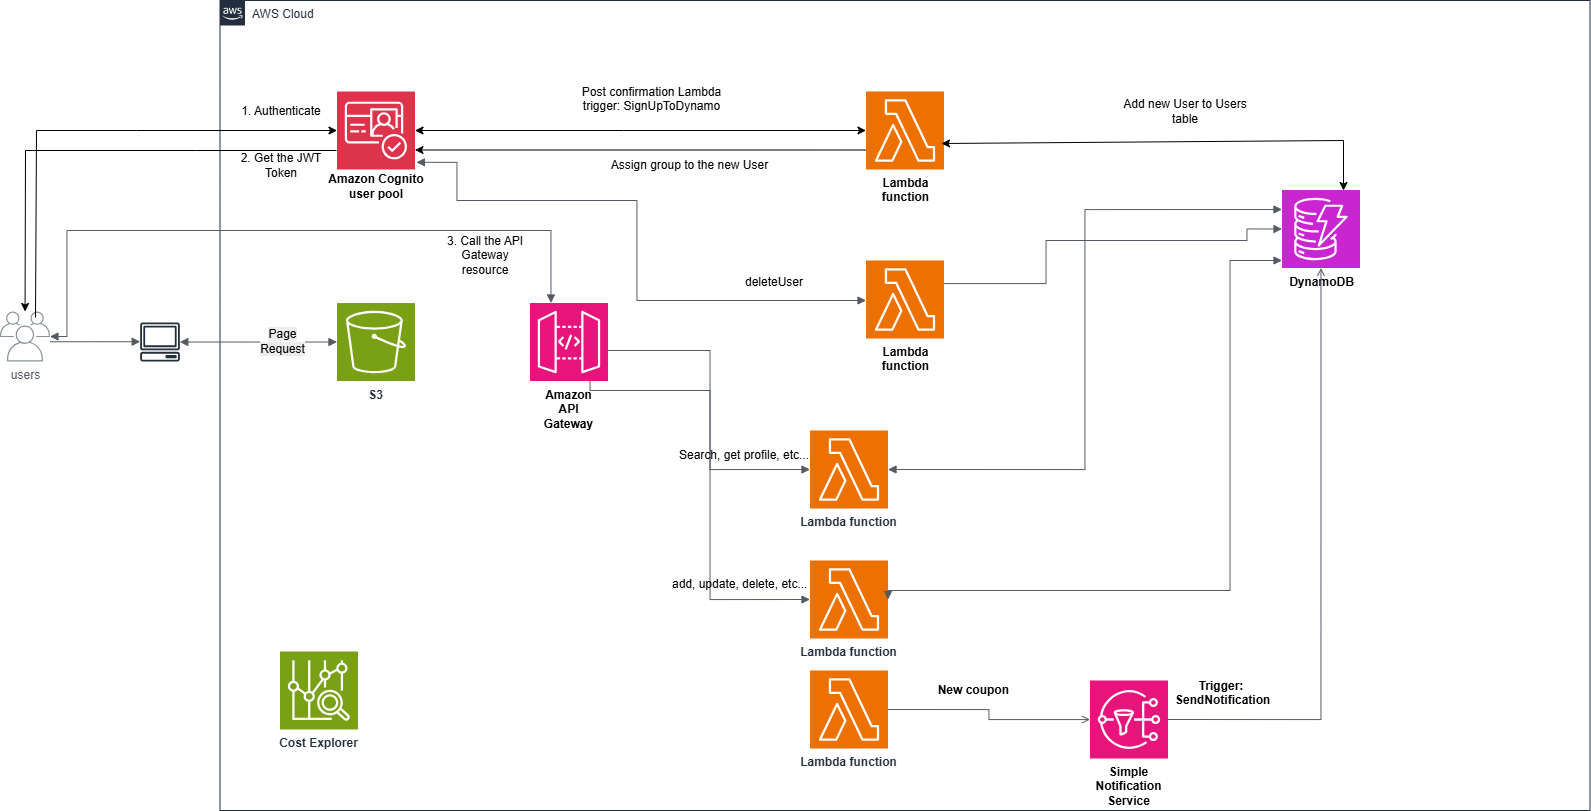 aws
AWS Cloud
1. Authenticate
2. Get the JWT
Token
Amazon Cognito
user pool
Post confirmation Lambda
trigger: SignUpToDynamo
Assign group to the new User
Lambda
function
Add new User to Users
table
DynamoDB
3. Call the API
Gateway
resource
deleteUser
Lambda
function
users
Page
Request
S3
Amazon
API
Gateway
Search, get profile, etc...
Lambda function
add, update, delete, etc...
Lambda function
Cost Explorer
New coupon
Lambda function
Trigger:
SendNotification
Simple
Notification
Service